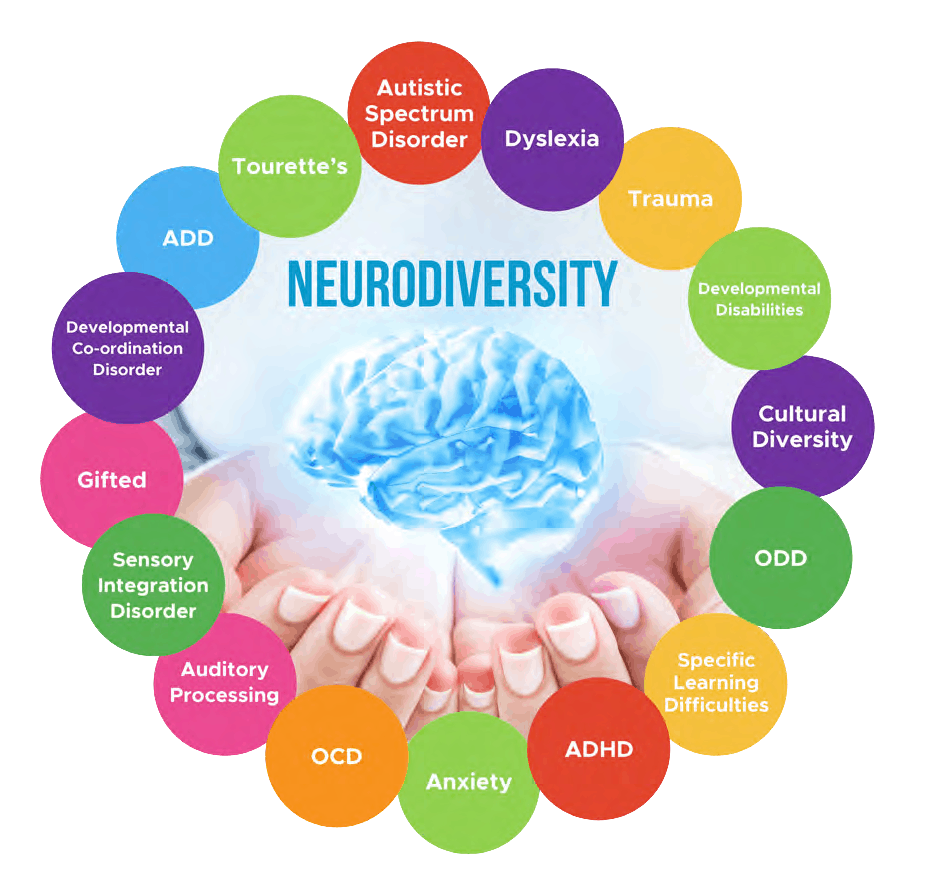 Autistic
Spectrum
Disorder
Dyslexia
Trauma
Developmental
Disabilities
Cultural
Diversity
ODD
Specific
Learning
Difficulties
ADHD
Anxiety
OCD
Auditory
Processing
Sensory
Integration
Disorder
Gifted
Developmental
Co-ordination
Disorder
ADD
Tourette’s
NEURODIVERSITY